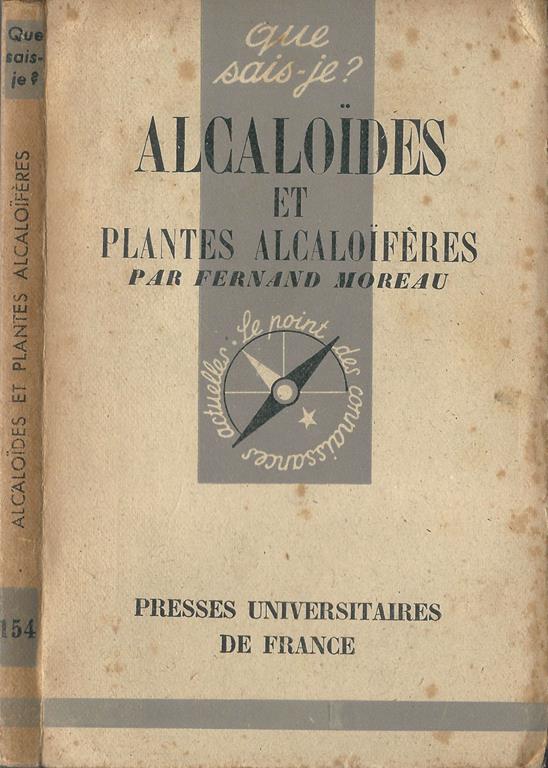 Que
sais-
je?
ALCALOÏDES ET PLANTES ALCALOÏFÈRES
154
que
sais-je?
ALCALOÏDES
ET
PLANTES ALCALOÏFÈRES
PAR FERNAND MOREAU
Le point des connaissances actuelles
PRESSES UNIVERSITAIRES
DE FRANCE